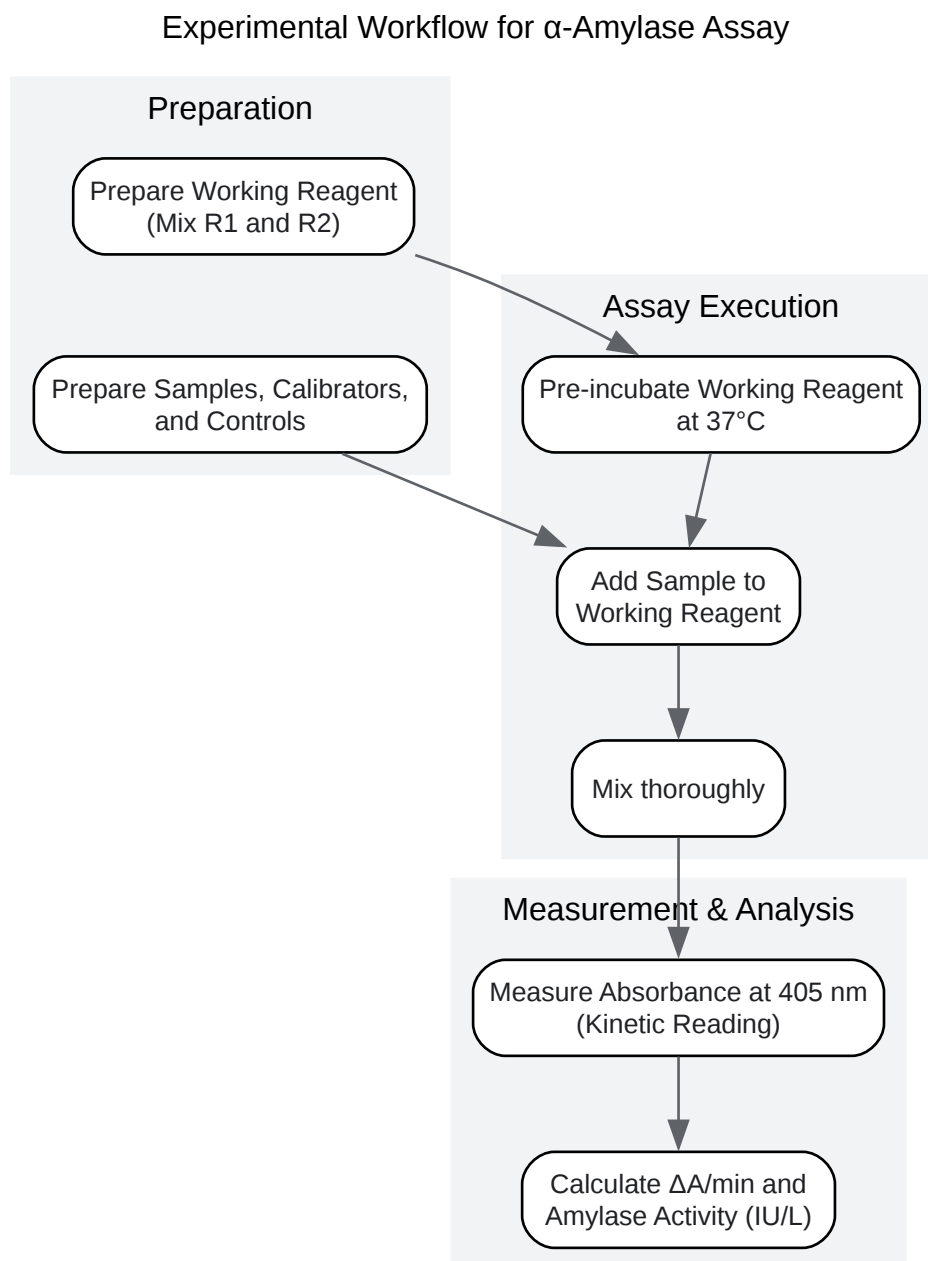 Experimental Workflow for α-Amylase Assay
Preparation
Prepare Working Reagent
(Mix R1 and R2)
Prepare Samples, Calibrators,
and Controls
Assay Execution
Pre-incubate Working Reagent
at 37°C
Add Sample to
Working Reagent
Mix thoroughly
Measurement & Analysis
Measure Absorbance at 405 nm
(Kinetic Reading)
Calculate ΔA/min and
Amylase Activity (IU/L)